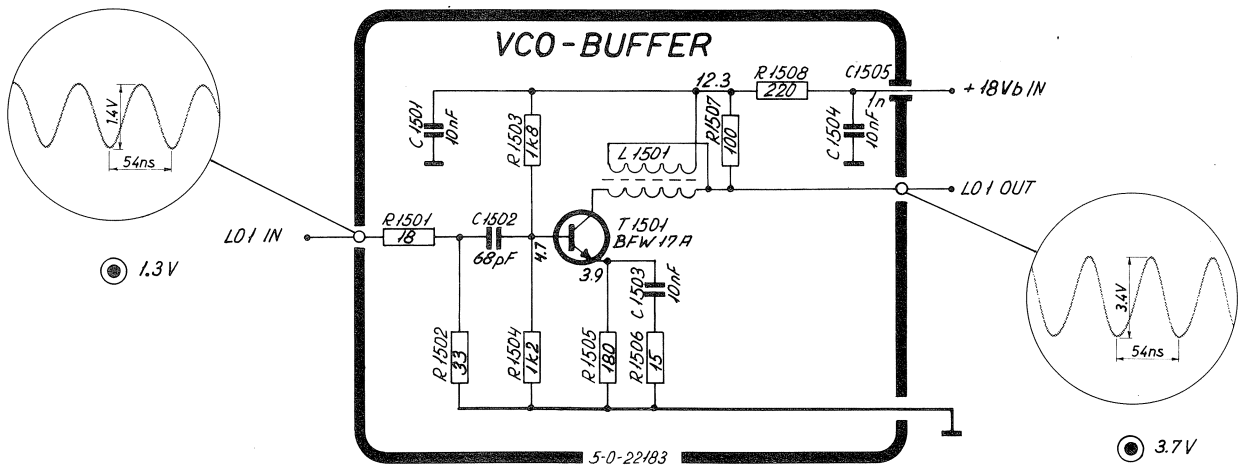 VCO-BUFFER
1.4V
54ns
LO1 IN
1.3V
R1501
18
C1502
68pF
C1501
10nF
R1503
1k8
4.7
12.3
R1508
220
C1505
1n
+18Vb IN
C1504
10nF
R1507
100
L1501
LO1 OUT
T1501
BFW17A
3.9
C1503
10nF
R1502
33
R1504
1k2
R1505
180
R1506
15
3.4V
54ns
3.7V
5-0-22183